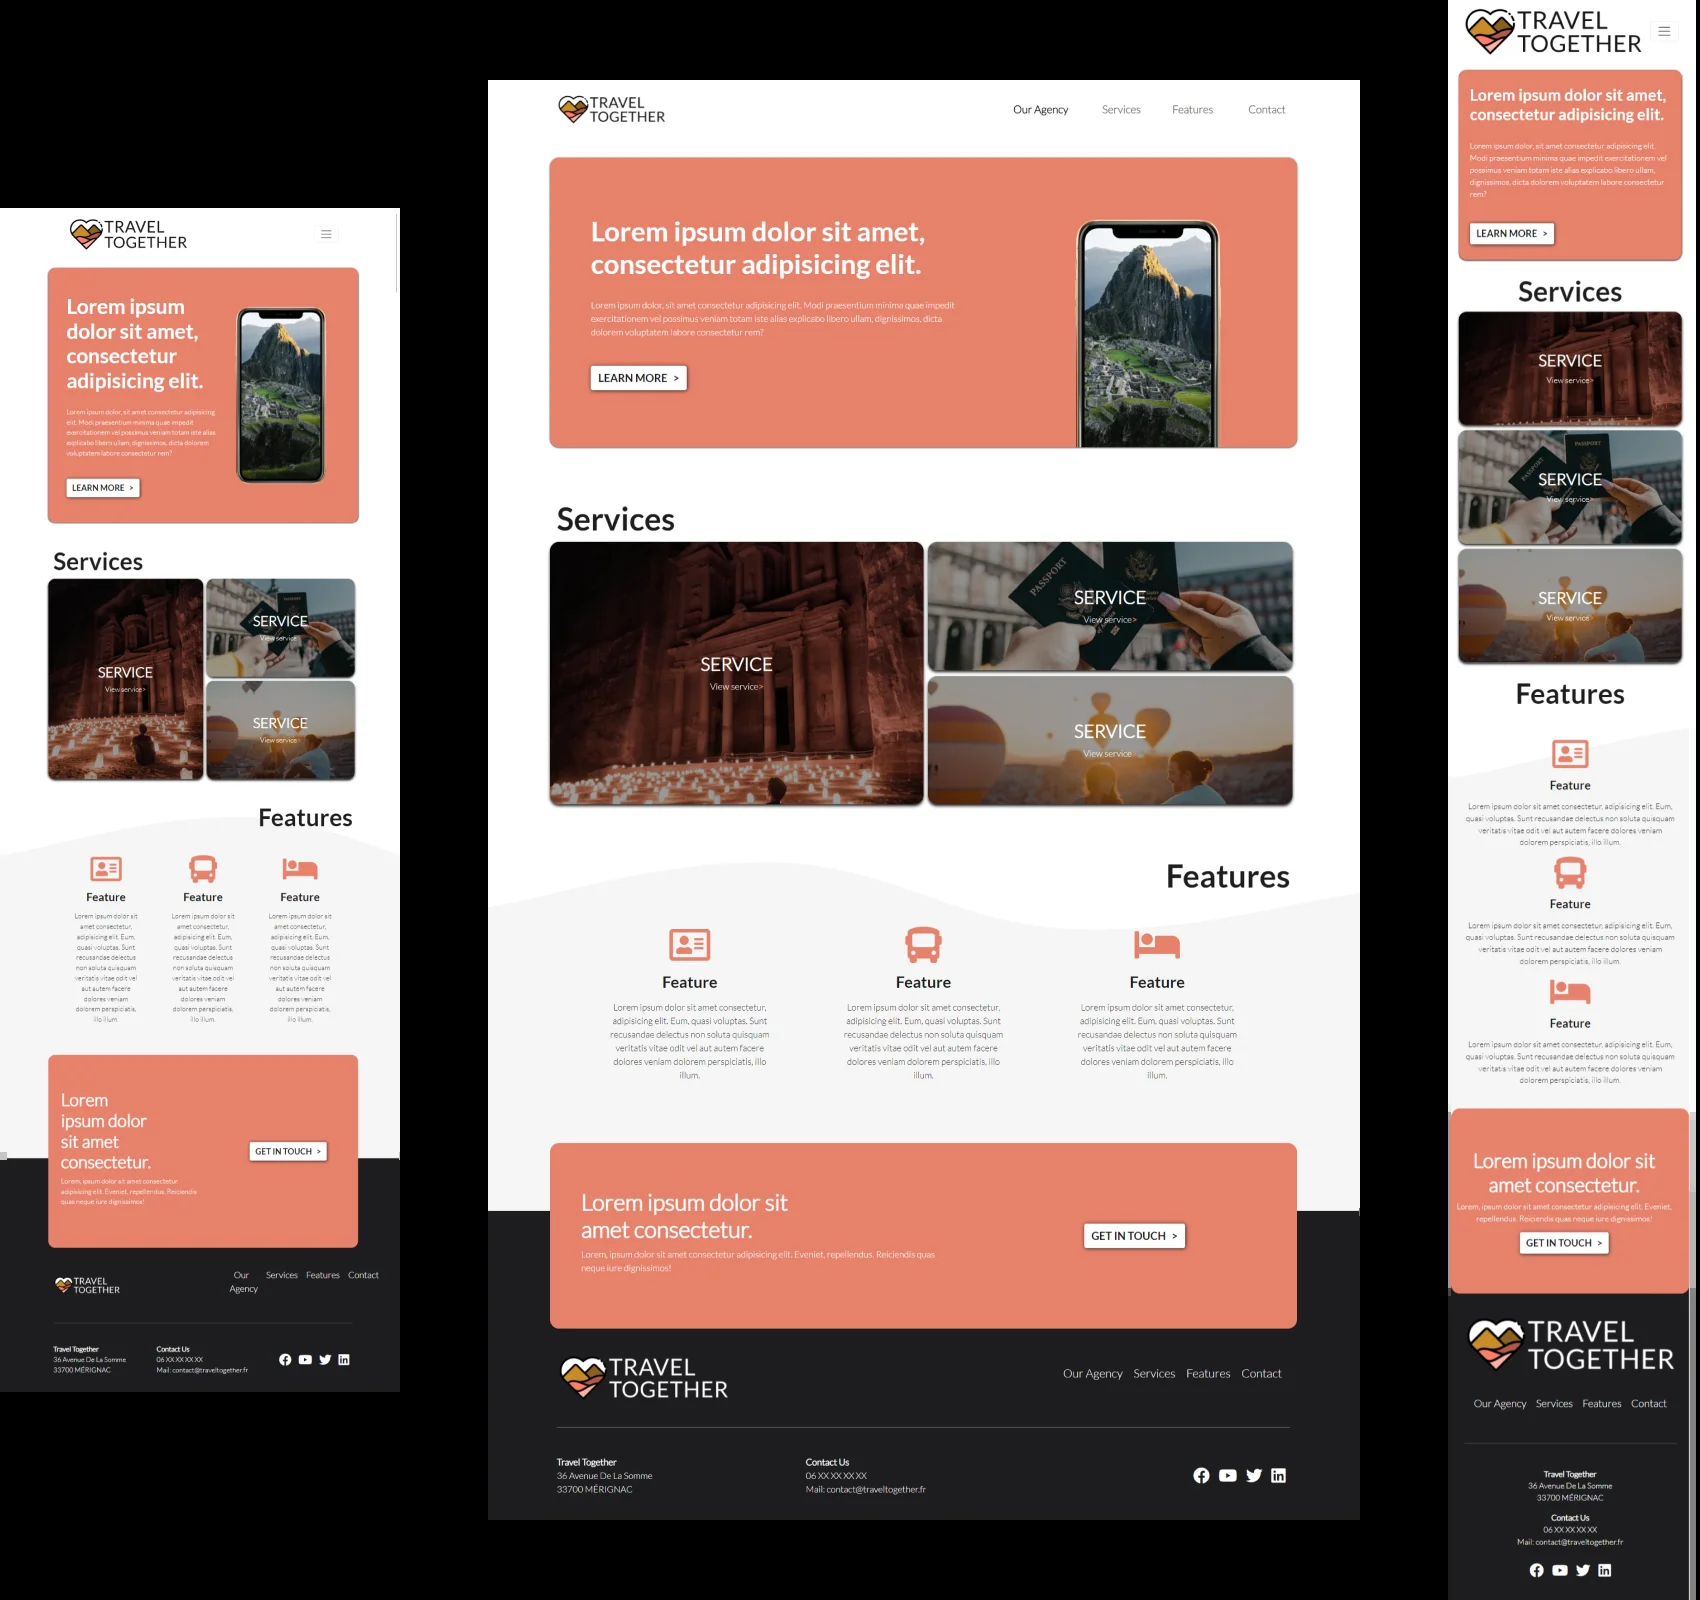 TRAVEL
TOGETHER
Lorem ipsum
dolor sit amet,
consectetur
adipisicing elit.
Lorem ipsum dolor, sit amet consectetur adipisicing
elit. Modi praesentium minima quae impedit
exercitationem vel possimus veniam totam iste alias
explicabo libero ullam, dignissimos, dicta dolorem
voluptatem labore consectetur rem?
LEARN MORE >
Services
SERVICE
View service>
SERVICE
View service
SERVICE
View service
Features
Feature
Lorem ipsum dolor sit
amet consectetur,
adipisicing elit. Eum,
quasi voluptas. Sunt
recusandae delectus
non soluta quisquam
veritatis vitae odit vel
aut autem facere
dolores veniam
dolorem perspiciatis,
illo illum.
Feature
Lorem ipsum dolor sit
amet consectetur,
adipisicing elit. Eum,
quasi voluptas. Sunt
recusandae delectus
non soluta quisquam
veritatis vitae odit vel
aut autem facere
dolores veniam
dolorem perspiciatis,
illo illum.
Feature
Lorem ipsum dolor sit
amet consectetur,
adipisicing elit. Eum,
quasi voluptas. Sunt
recusandae delectus
non soluta quisquam
veritatis vitae odit vel
aut autem facere
dolores veniam
dolorem perspiciatis,
illo illum.
Lorem
ipsum dolor
sit amet
consectetur.
Lorem, ipsum dolor sit amet consectetur
adipisicing elit. Eveniet, repellendus. Reiciendis
quas neque iure dignissimos!
GET IN TOUCH >
TRAVEL
TOGETHER
Our
Agency
Services
Features
Contact
Travel Together
36 Avenue De La Somme
33700 MÉRIGNAC
Contact Us
06 XX XX XX XX
Mail: contact@traveltogether.fr
TRAVEL
TOGETHER
Our Agency
Services
Features
Contact
Lorem ipsum dolor sit amet,
consectetur adipisicing elit.
Lorem ipsum dolor, sit amet consectetur adipisicing elit. Modi praesentium minima quae impedit
exercitationem vel possimus veniam totam iste alias explicabo libero ullam, dignissimos, dicta
dolorem voluptatem labore consectetur rem?
LEARN MORE >
Services
SERVICE
View service>
PASSPORT
SERVICE
View service>
SERVICE
View service
Features
Feature
Lorem ipsum dolor sit amet consectetur,
adipisicing elit. Eum, quasi voluptas. Sunt
recusandae delectus non soluta quisquam
veritatis vitae odit vel aut autem facere
dolores veniam dolorem perspiciatis, illo
illum.
Feature
Lorem ipsum dolor sit amet consectetur,
adipisicing elit. Eum, quasi voluptas. Sunt
recusandae delectus non soluta quisquam
veritatis vitae odit vel aut autem facere
dolores veniam dolorem perspiciatis, illo
illum.
Feature
Lorem ipsum dolor sit amet consectetur,
adipisicing elit. Eum, quasi voluptas. Sunt
recusandae delectus non soluta quisquam
veritatis vitae odit vel aut autem facere
dolores veniam dolorem perspiciatis, illo
illum.
Lorem ipsum dolor sit
amet consectetur.
Lorem, ipsum dolor sit amet consectetur adipisicing elit. Eveniet, repellendus. Reiciendis quas
neque iure dignissimos!
GET IN TOUCH >
TRAVEL
TOGETHER
Our Agency
Services
Features
Contact
Travel Together
36 Avenue De La Somme
33700 MÉRIGNAC
Contact Us
06 XX XX XX XX
Mail: contact@traveltogether.fr
TRAVEL
TOGETHER
Lorem ipsum dolor sit amet,
consectetur adipisicing elit.
Lorem ipsum dolor, sit amet consectetur adipisicing elit.
Modi praesentium minima quae impedit exercitationem vel
possimus veniam totam iste alias explicabo libero ullam,
dignissimos, dicta dolorem voluptatem labore consectetur
rem?
LEARN MORE >
Services
SERVICE
View service>
PASSPORT
SERVICE
View service>
SERVICE
View service
Features
Feature
Lorem ipsum dolor sit amet consectetur, adipisicing elit. Eum,
quasi voluptas. Sunt recusandae delectus non soluta quisquam
veritatis vitae odit vel aut autem facere dolores veniam
dolorem perspiciatis, illo illum.
Feature
Lorem ipsum dolor sit amet consectetur, adipisicing elit. Eum,
quasi voluptas. Sunt recusandae delectus non soluta quisquam
veritatis vitae odit vel aut autem facere dolores veniam
dolorem perspiciatis, illo illum.
Feature
Lorem ipsum dolor sit amet consectetur, adipisicing elit. Eum,
quasi voluptas. Sunt recusandae delectus non soluta quisquam
veritatis vitae odit vel aut autem facere dolores veniam
dolorem perspiciatis, illo illum.
Lorem ipsum dolor sit
amet consectetur.
Lorem, ipsum dolor sit amet consectetur adipisicing elit. Eveniet,
repellendus. Reiciendis quas neque iure dignissimos!
GET IN TOUCH >
TRAVEL
TOGETHER
Our Agency
Services
Features
Contact
Travel Together
36 Avenue De La Somme
33700 MÉRIGNAC
Contact Us
06 XX XX XX XX
Mail: contact@traveltogether.fr